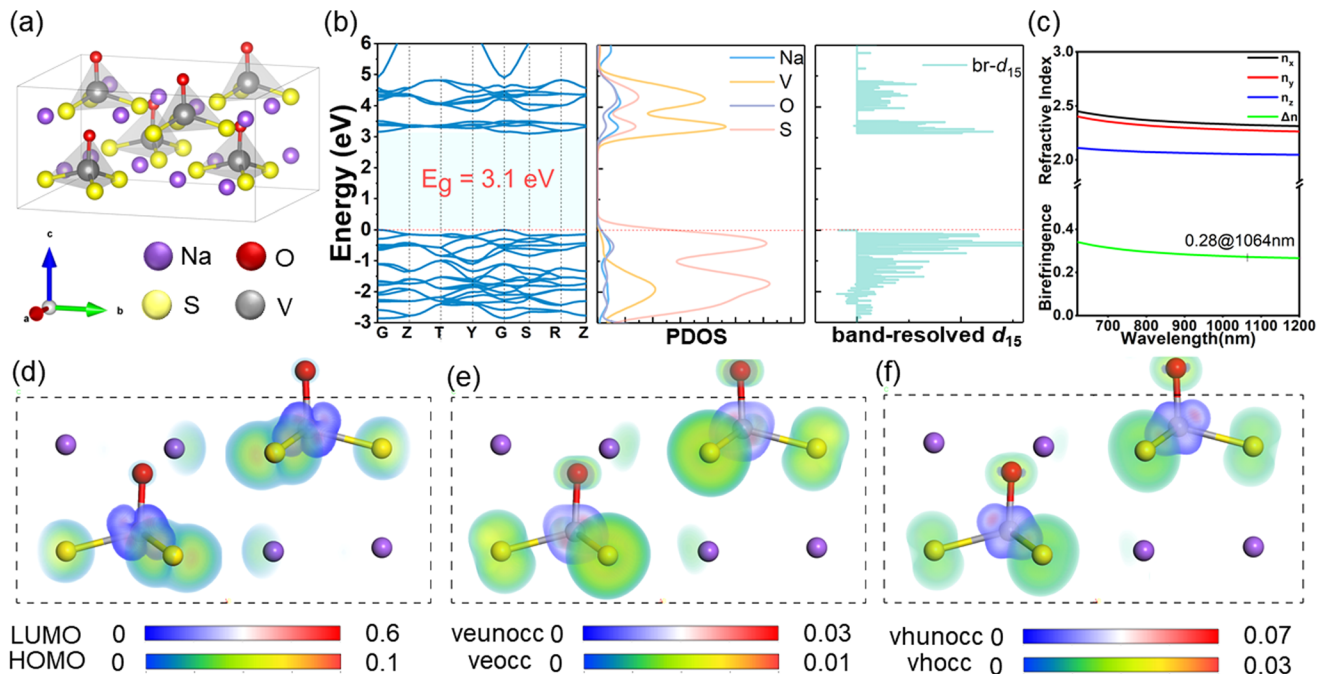 (a)
c
a
b
Na
O
S
V
(b)
Energy (eV)
6
5
4
3
2
1
0
-1
-2
-3
Eg = 3.1 eV
G Z T Y G S R Z
Na
V
O
S
PDOS
br-d15
band-resolved d15
(c)
Refractive Index
Birefringence
3.0
2.5
2.0
0.4
0.2
0.0
nx
ny
nz
Δn
0.28@1064nm
700 800 900 1000 1100 1200
Wavelength(nm)
(d)
LUMO 0 0.6
HOMO 0 0.1
(e)
veunocc 0 0.03
veocc 0 0.01
(f)
vhunocc 0 0.07
vhocc 0 0.03